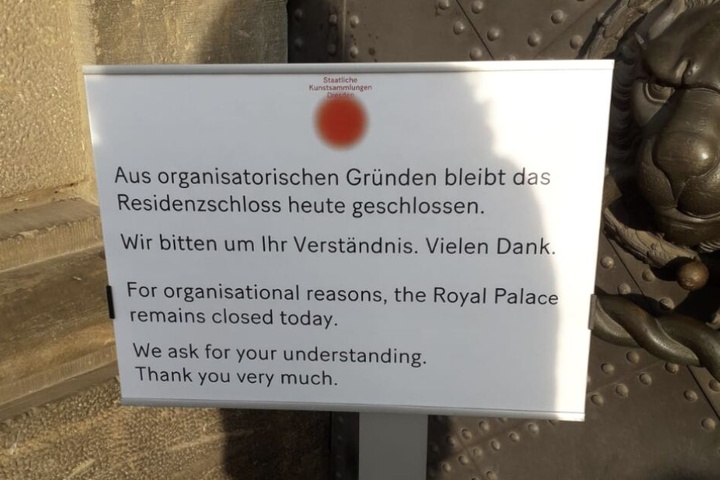 Staatliche
Kunstsammlungen
Dresden
Aus organisatorischen Gründen bleibt das
Residenzschloss heute geschlossen.
Wir bitten um Ihr Verständnis. Vielen Dank.
For organisational reasons, the Royal Palace
remains closed today.
We ask for your understanding.
Thank you very much.